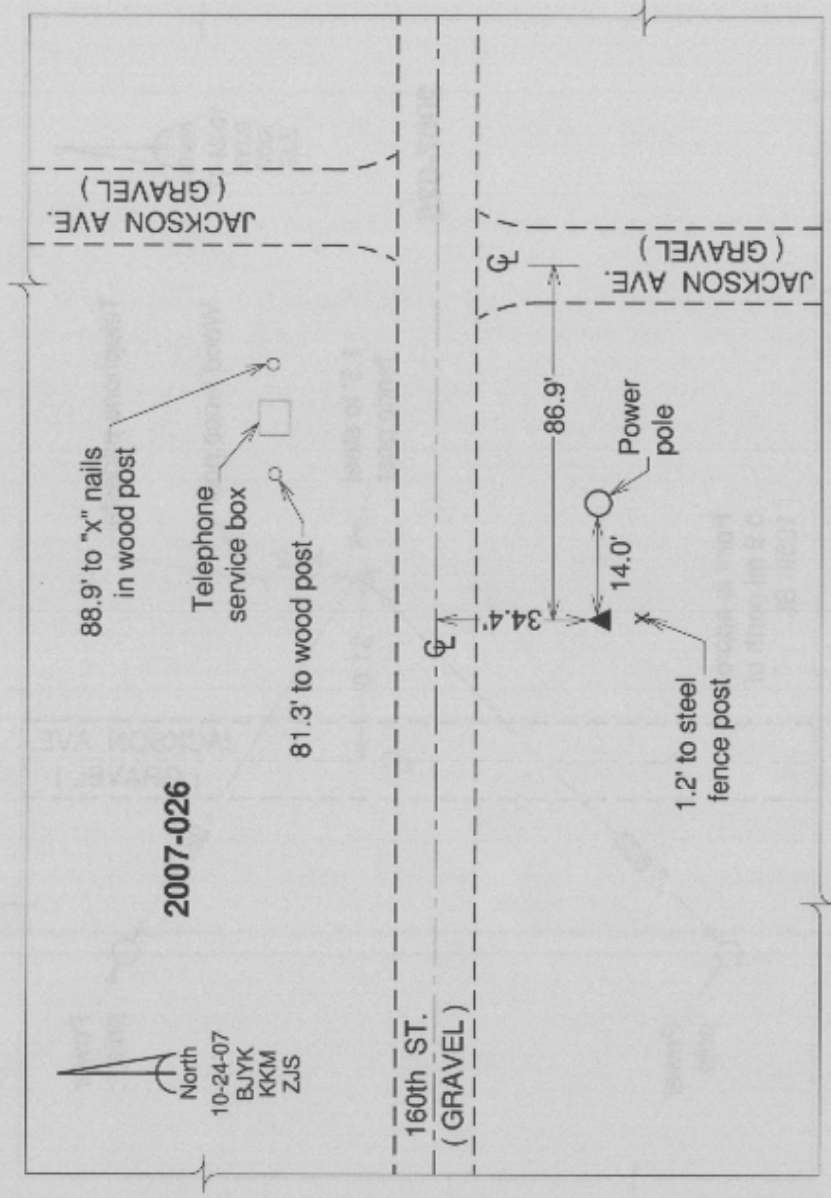 North
10-24-07
BJYK
KKM
ZJS
2007-026
88.9' to "x" nails
in wood post
Telephone
service box
81.3' to wood post
JACKSON AVE.
( GRAVEL )
160th ST.
( GRAVEL )
CL
34.4'
CL
86.9'
14.0'
Power
pole
x
1.2' to steel
fence post
JACKSON AVE.
( GRAVEL )